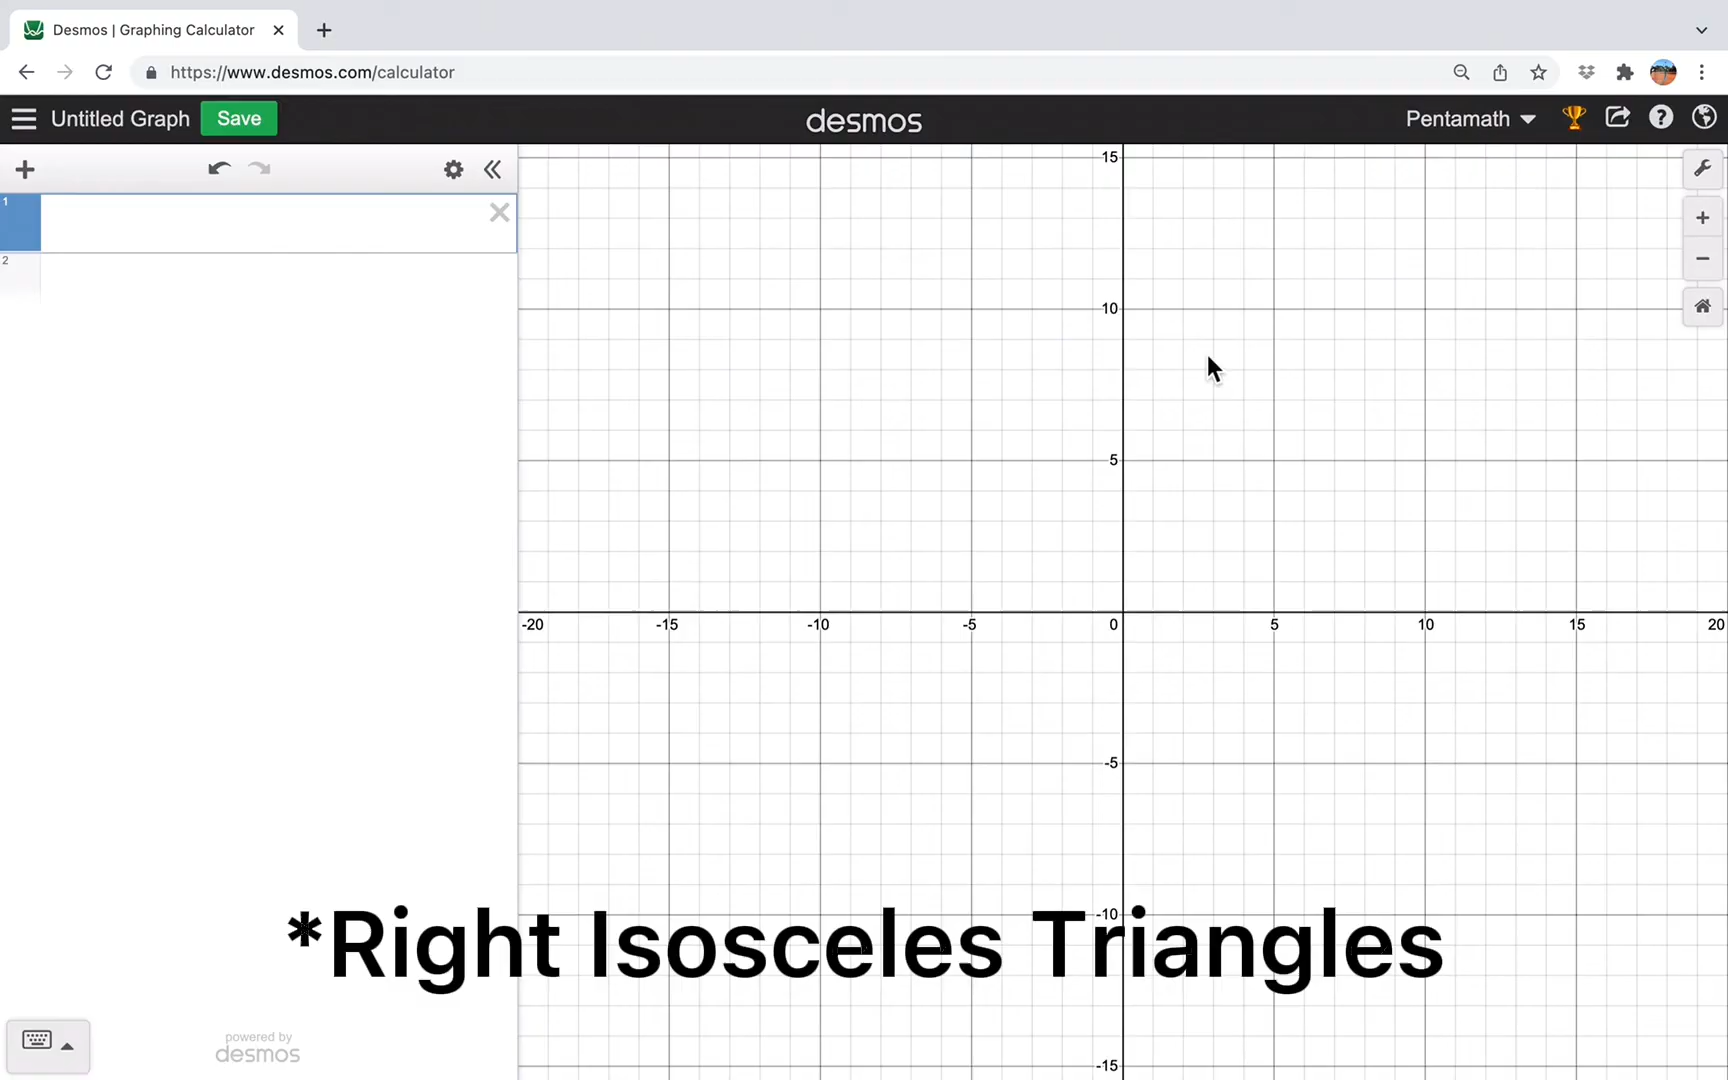 Desmos | Graphing Calculator
https://www.desmos.com/calculator
Untitled Graph Save desmos Pentamath
1
2
15
10
5
-20 -15 -10 -5 0 5 10 15 20
-5
-10
*Right Isosceles Triangles
-15
powered by
desmos